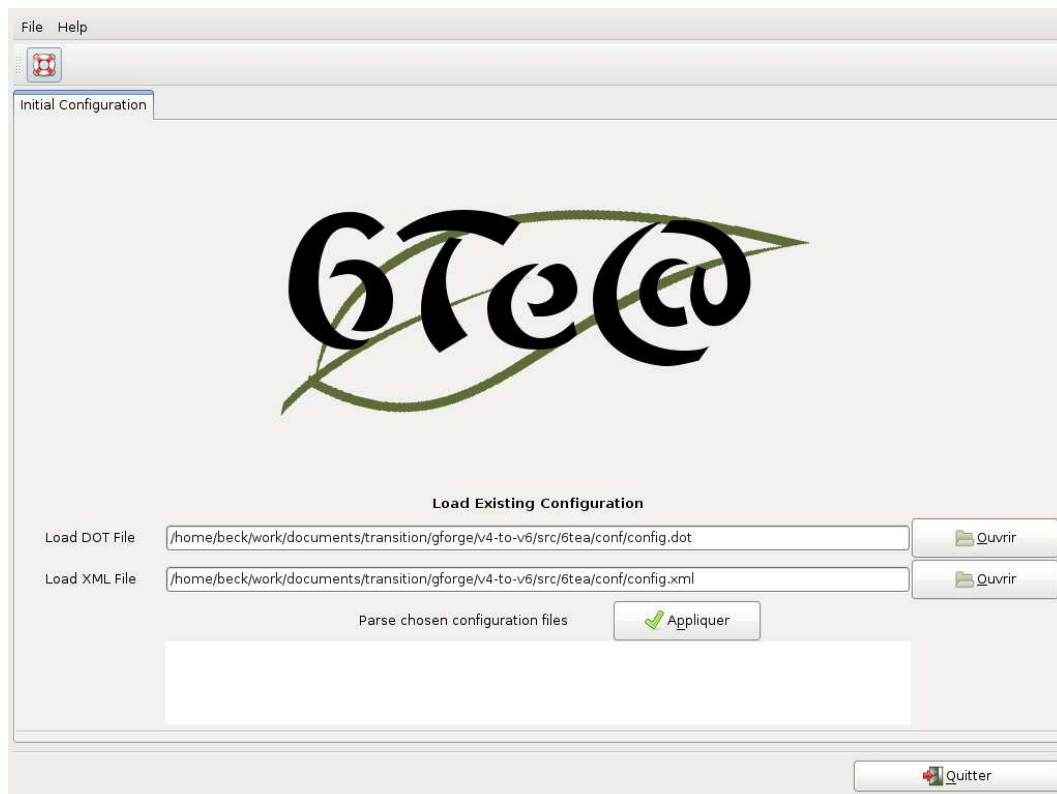 File Help
Initial Configuration
6Te@
Load Existing Configuration
Load DOT File /home/beck/work/documents/transition/gforge/v4-to-v6/src/6tea/conf/config.dot Ouvrir
Load XML File /home/beck/work/documents/transition/gforge/v4-to-v6/src/6tea/conf/config.xml Ouvrir
Parse chosen configuration files Appliquer
Quitter